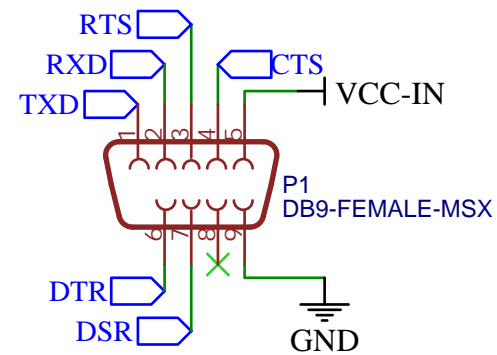 RTS
RXD
CTS
TXD
VCC-IN
1
2
3
4
5
P1
DB9-FEMALE-MSX
6
7
8
9
DTR
DSR
GND